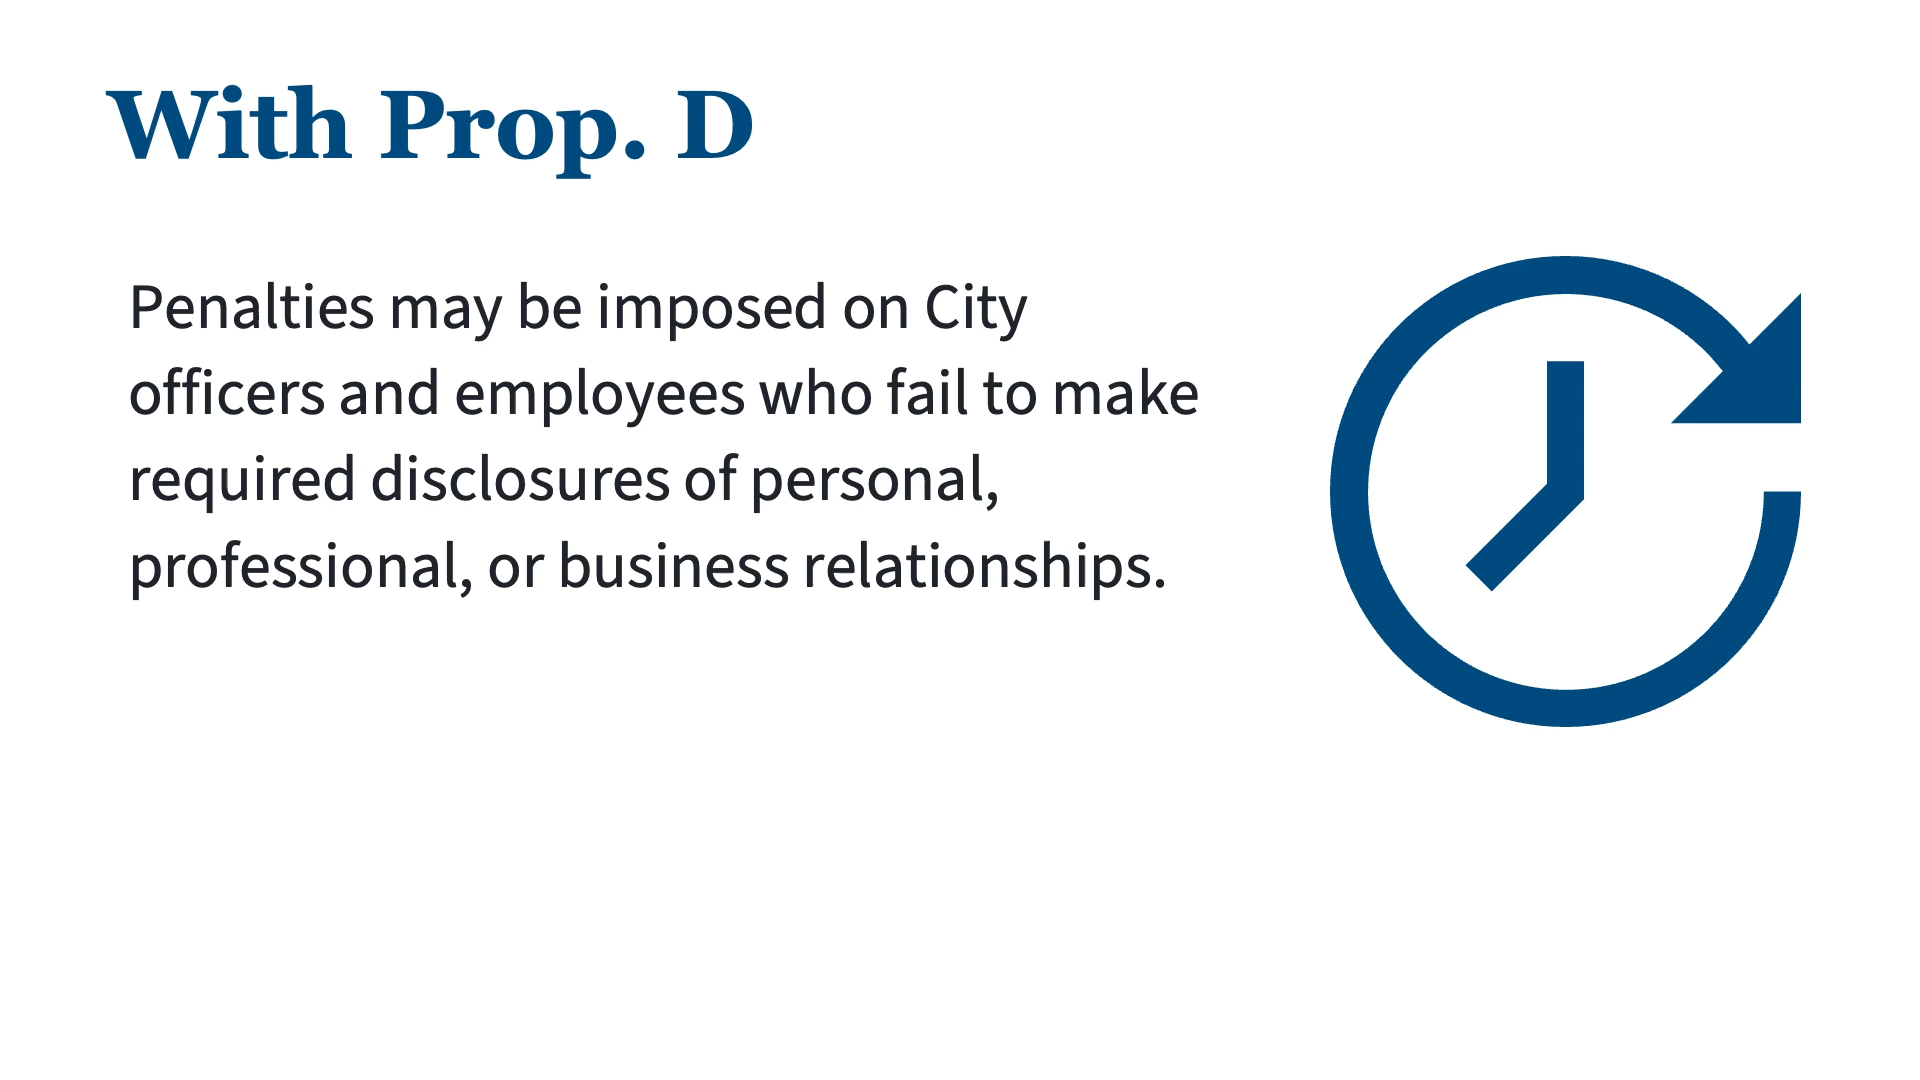 With Prop. D
Penalties may be imposed on City
officers and employees who fail to make
required disclosures of personal,
professional, or business relationships.